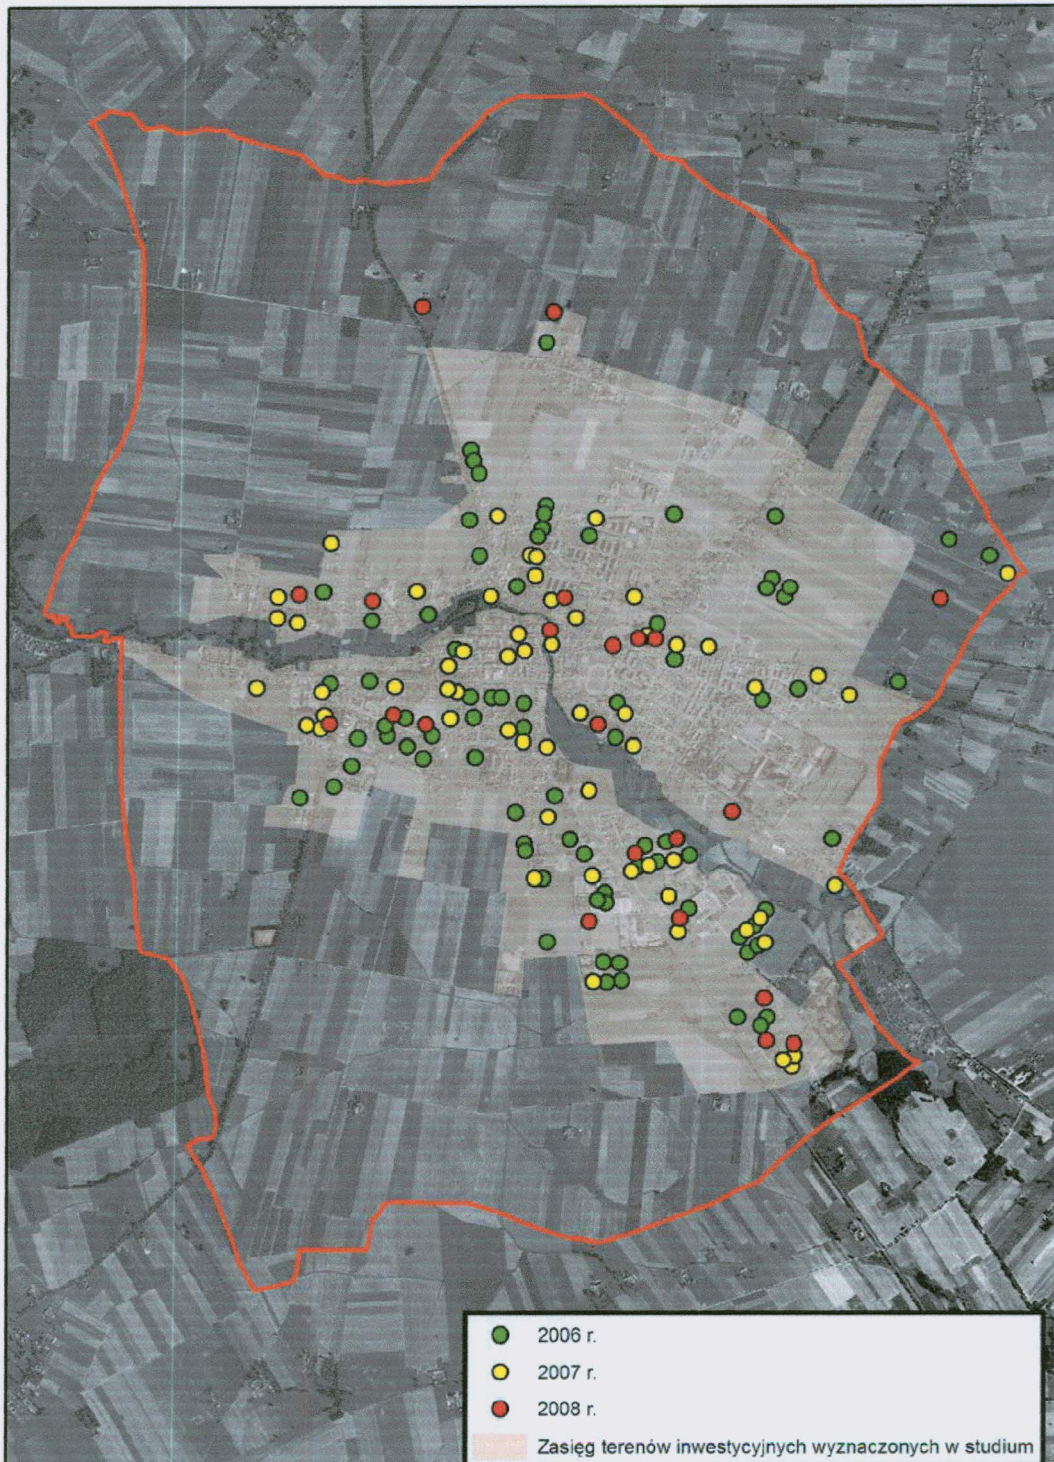 2006 r.
2007 r.
2008 r.
Zasięg terenów inwestycyjnych wyznaczonych w studium